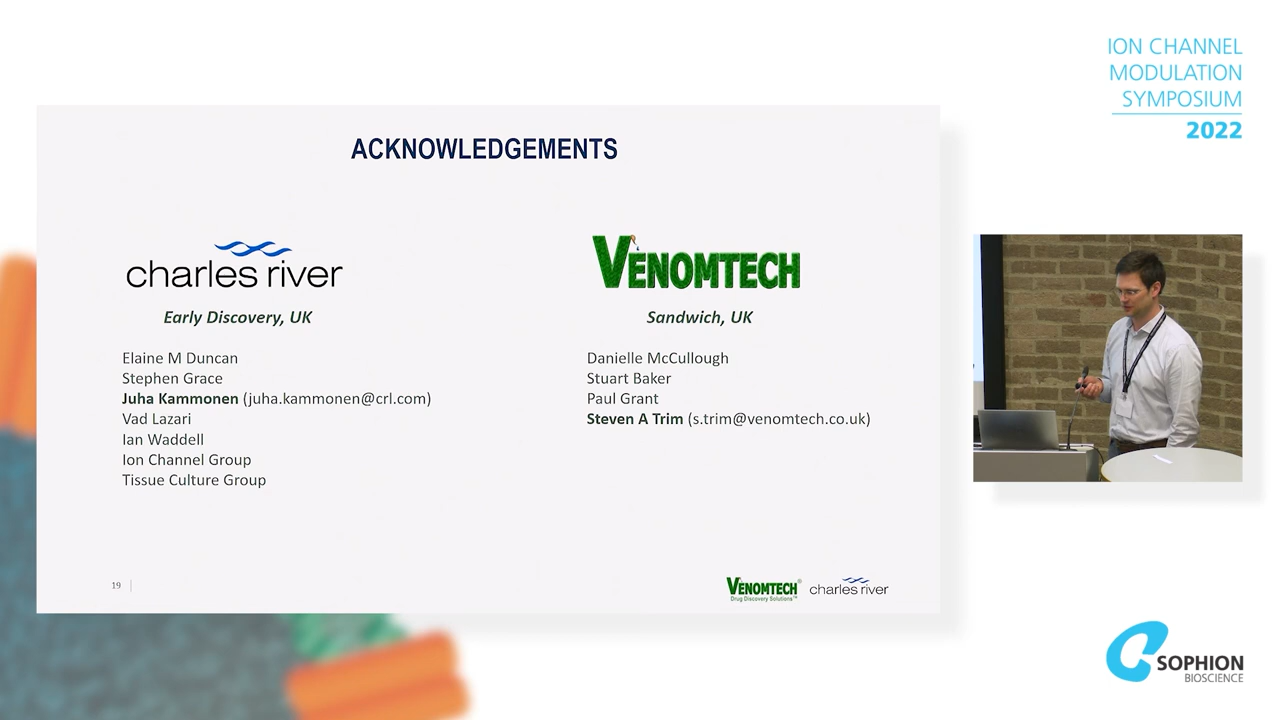 ION CHANNEL
MODULATION
SYMPOSIUM
2022
ACKNOWLEDGEMENTS
charles river
Early Discovery, UK
Elaine M Duncan
Stephen Grace
Juha Kammonen (juha.kammonen@crl.com)
Vad Lazari
Ian Waddell
Ion Channel Group
Tissue Culture Group
VENOMTECH
Sandwich, UK
Danielle McCullough
Stuart Baker
Paul Grant
Steven A Trim (s.trim@venomtech.co.uk)
19
VENOMTECH®
Drug Discovery Solutions™
charles river
SOPHION
BIOSCIENCE